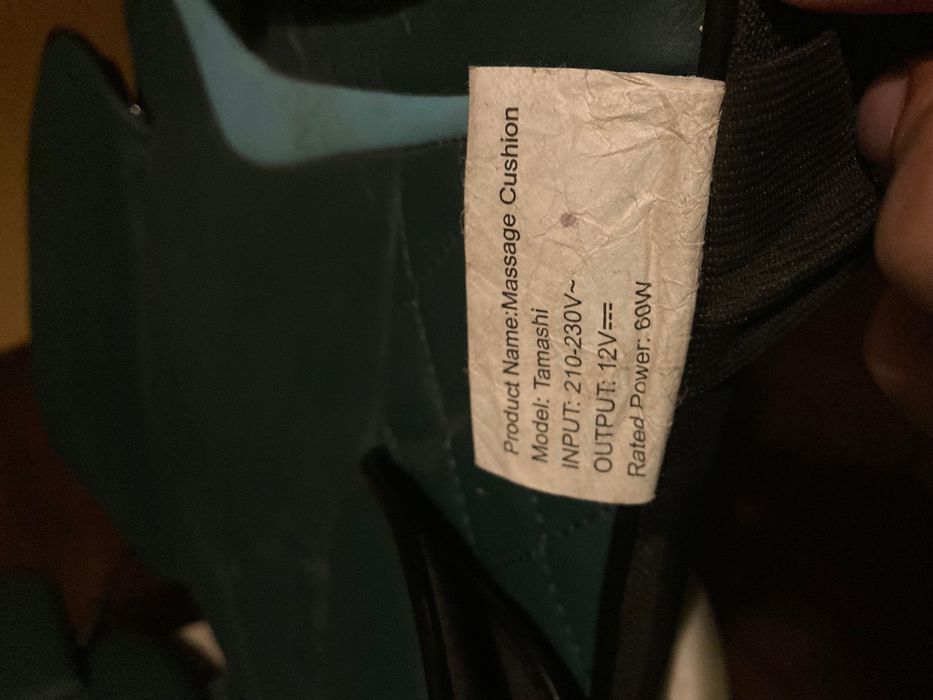 Product Name:Massage Cushion
Model: Tamashi
INPUT: 210-230V~
OUTPUT: 12V⎓
Rated Power: 60W